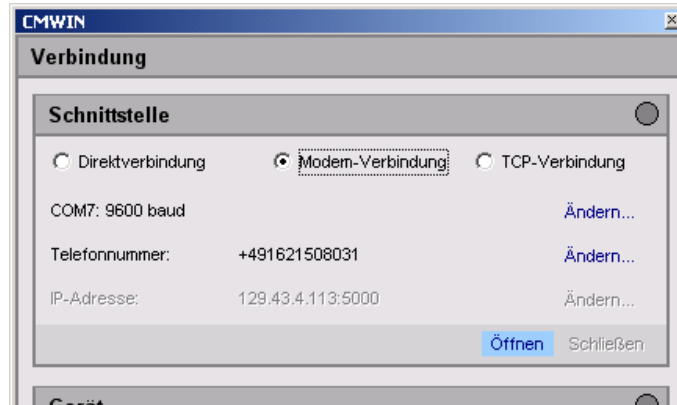 CMWIN
Verbindung
Schnittstelle
Direktverbindung Modem-Verbindung TCP-Verbindung
COM7: 9600 baud Ändern...
Telefonnummer: +491621508031 Ändern...
IP-Adresse: 129.43.4.113:5000 Ändern...
Öffnen Schließen
Gerät